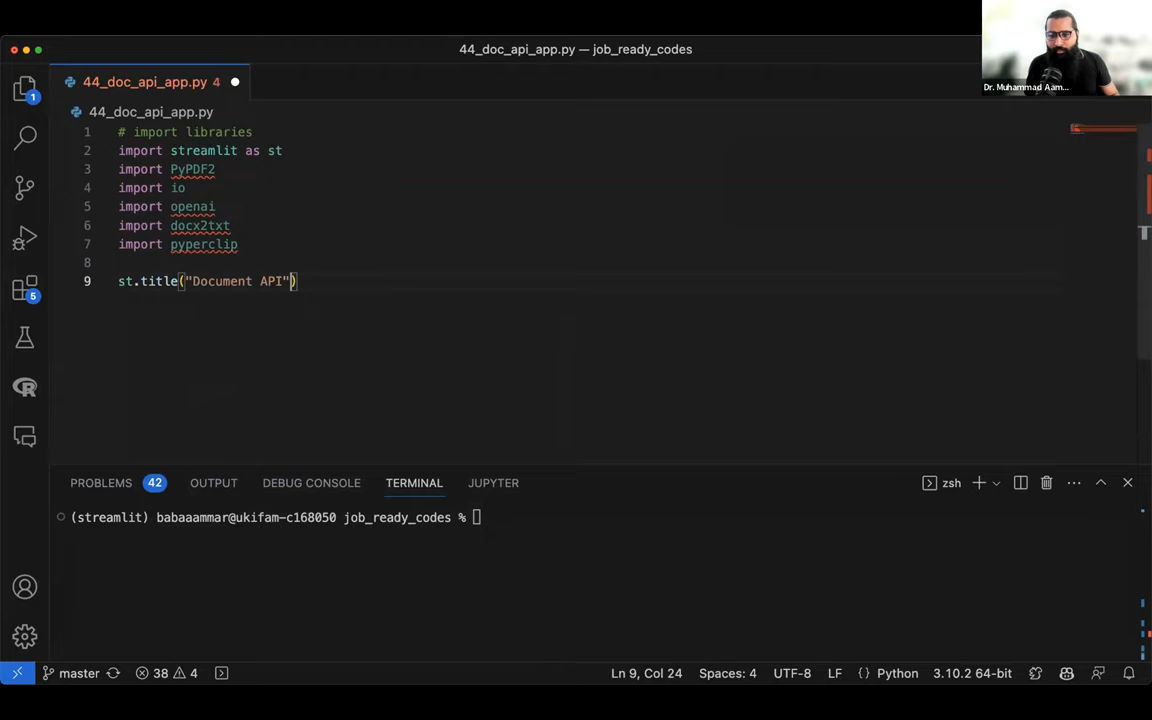 44_doc_api_app.py — job_ready_codes
Dr. Muhammad Aam...
1
44_doc_api_app.py 4
44_doc_api_app.py
1 # import libraries
2 import streamlit as st
3 import PyPDF2
4 import io
5 import openai
6 import docx2txt
7 import pyperclip
8
9 st.title("Document API")
5
R
PROBLEMS 42 OUTPUT DEBUG CONSOLE TERMINAL JUPYTER zsh
(streamlit) babaaammar@ukifam-c168050 job_ready_codes %
master 38 4 Ln 9, Col 24 Spaces: 4 UTF-8 LF {} Python 3.10.2 64-bit